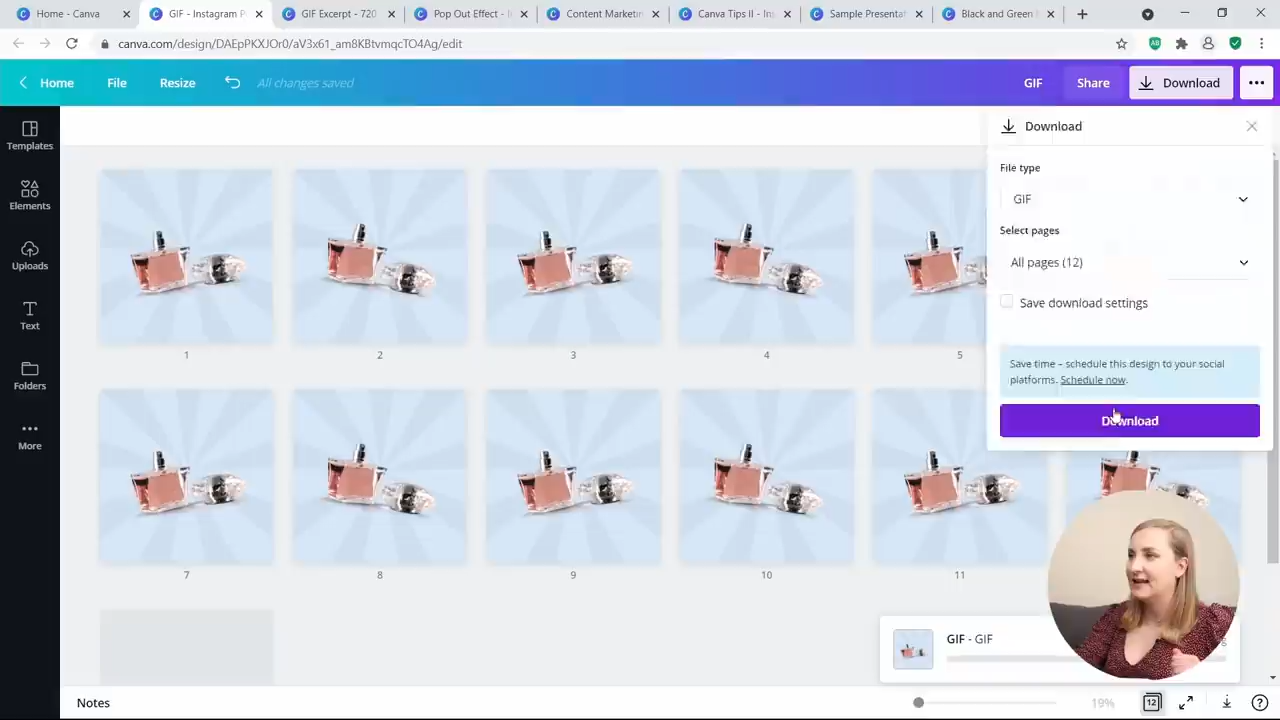 Home - Canva
GIF - Instagram P
GIF Excerpt - 720
Pop Out Effect - I
Content Marketin
Canva Tips II - Ins
Sample Presentat
Black and Green
canva.com/design/DAEpPKXJOr0/aV3x61_am8KBtvmqcTO4Ag/edit
Home
File
Resize
All changes saved
GIF
Share
Download
Templates
Elements
Uploads
Text
Folders
More
Download
File type
GIF
Select pages
All pages (12)
Save download settings
Save time – schedule this design to your social
platforms. Schedule now.
Download
1
2
3
4
5
7
8
9
10
11
GIF - GIF
Notes
19%
12